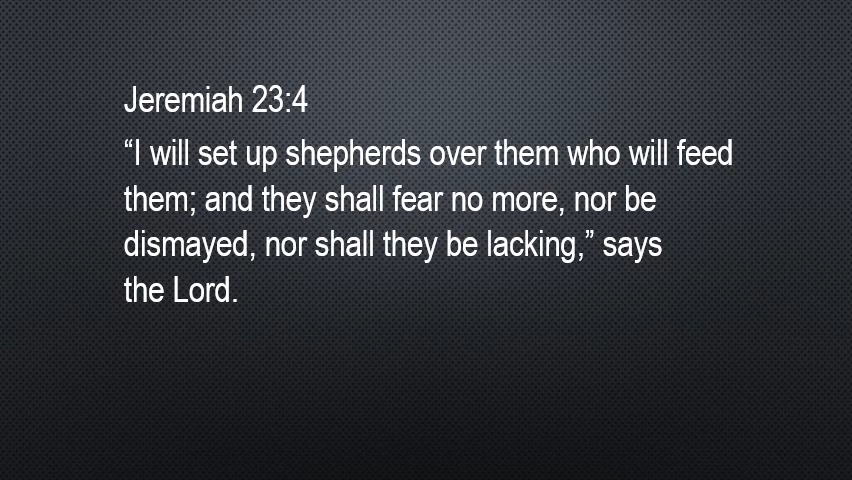 Jeremiah 23:4
“I will set up shepherds over them who will feed
them; and they shall fear no more, nor be
dismayed, nor shall they be lacking,” says
the Lord.